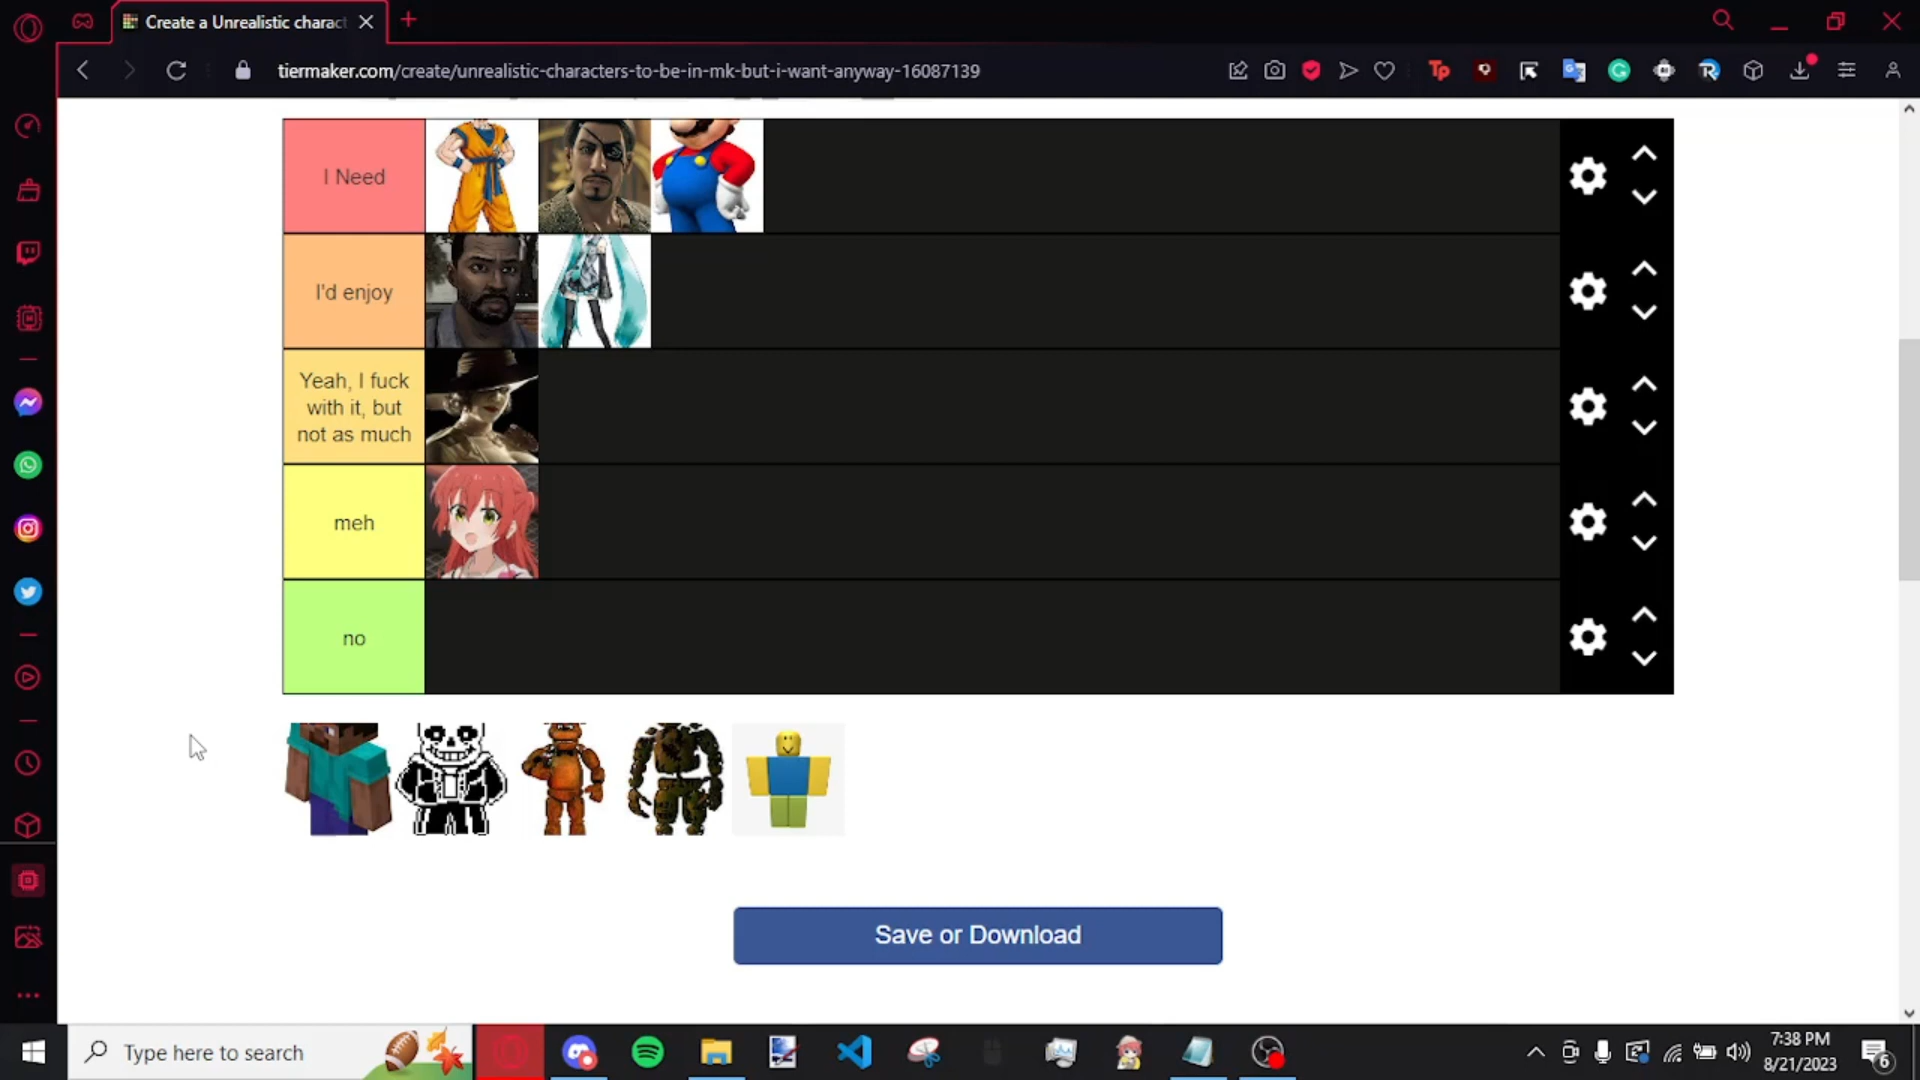 Create a Unrealistic charact
tiermaker.com/create/unrealistic-characters-to-be-in-mk-but-i-want-anyway-16087139
Tp
I Need
I'd enjoy
Yeah, I fuck
with it, but
not as much
meh
no
Save or Download
Type here to search
7:38 PM
8/21/2023
6